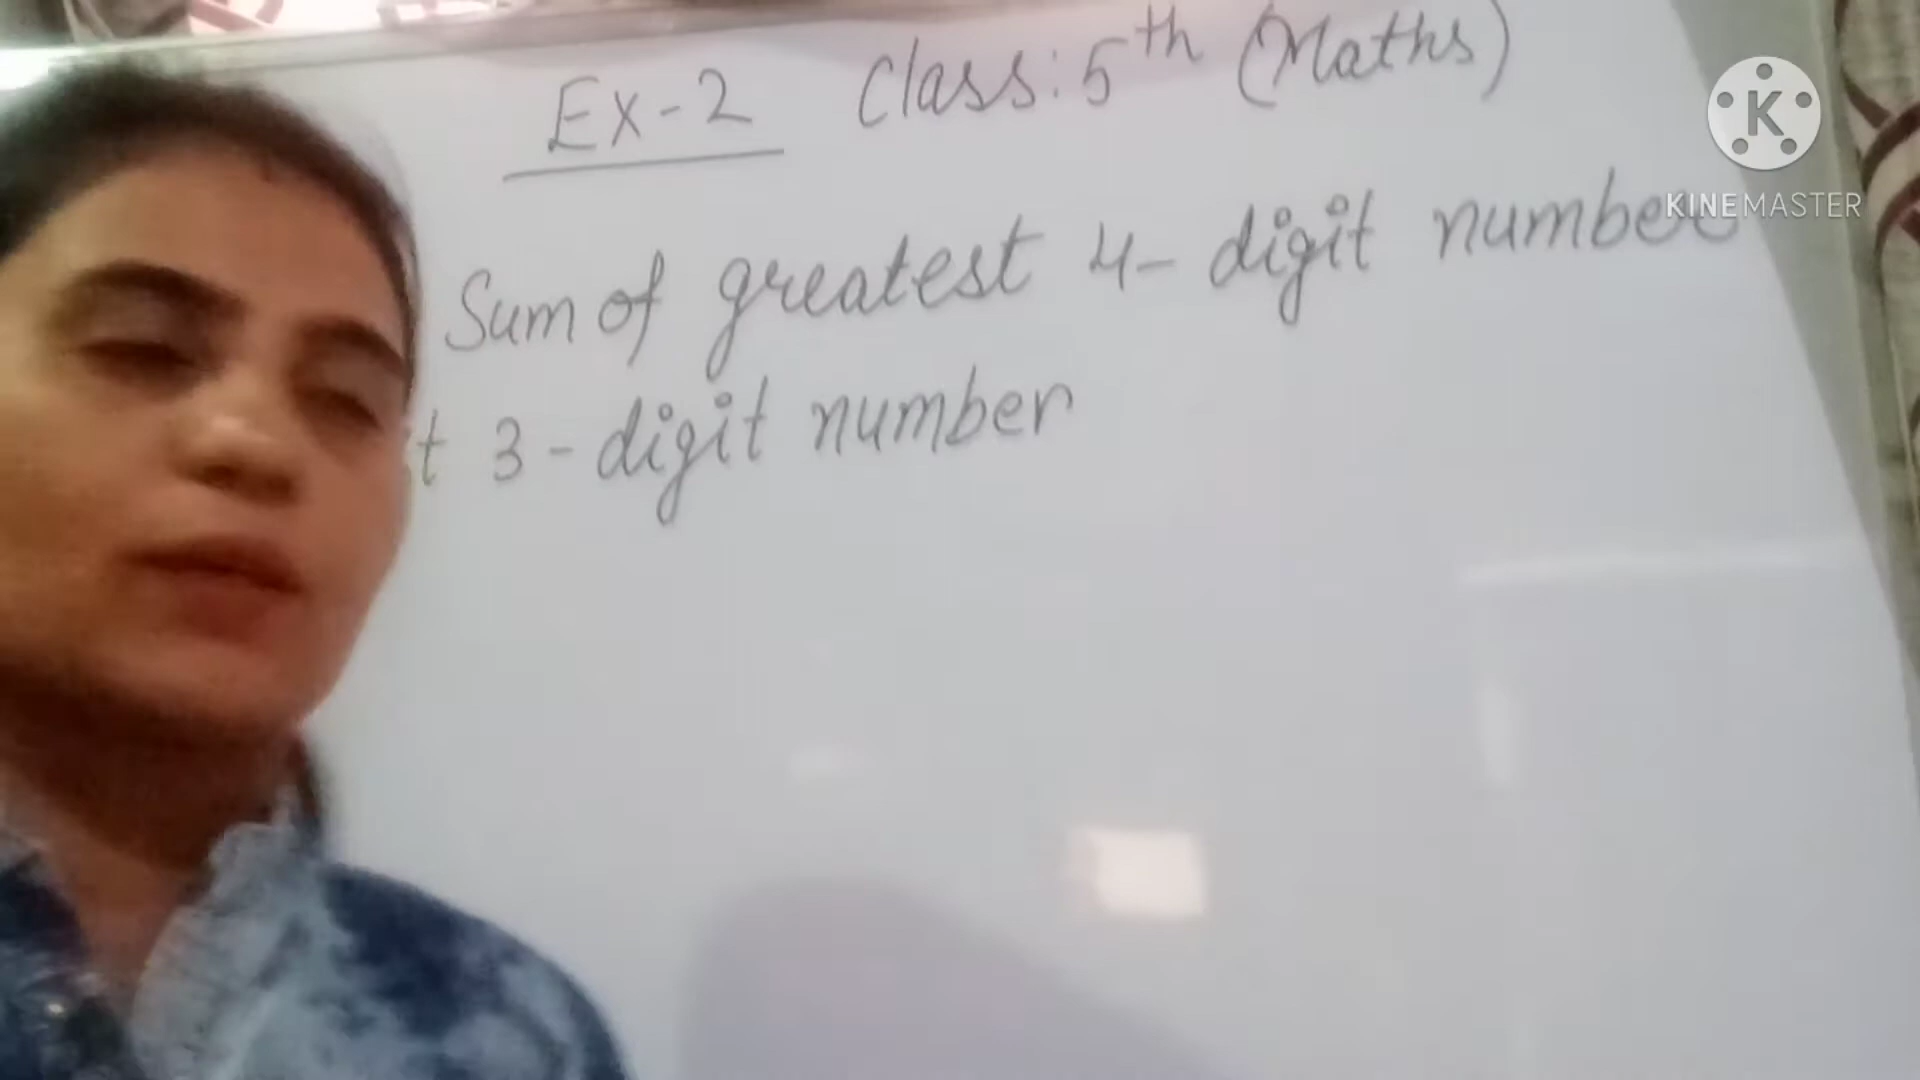 Ex-2 Class: 5th (Maths)
Sum of greatest 4-digit number
3-digit number
K
KINEMASTER